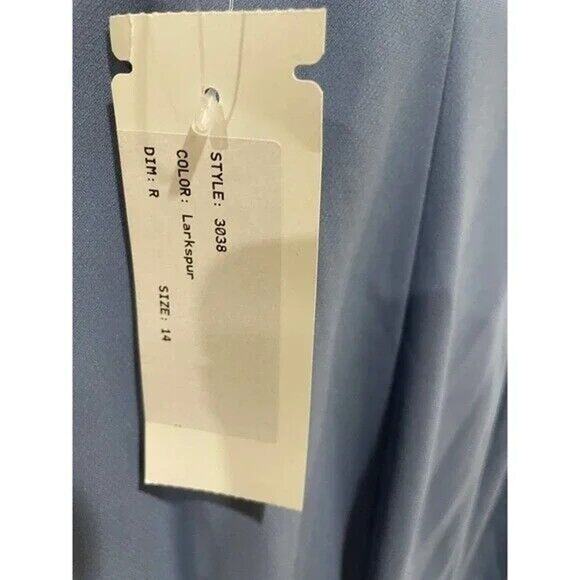 STYLE: 3038
COLOR: Larkspur
DIM: R SIZE: 14